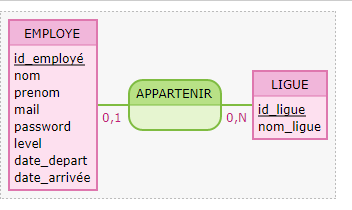 EMPLOYE
id_employé
nom
prenom
mail
password
level
date_depart
date_arrivée
0,1
APPARTENIR
0,N
LIGUE
id_ligue
nom_ligue